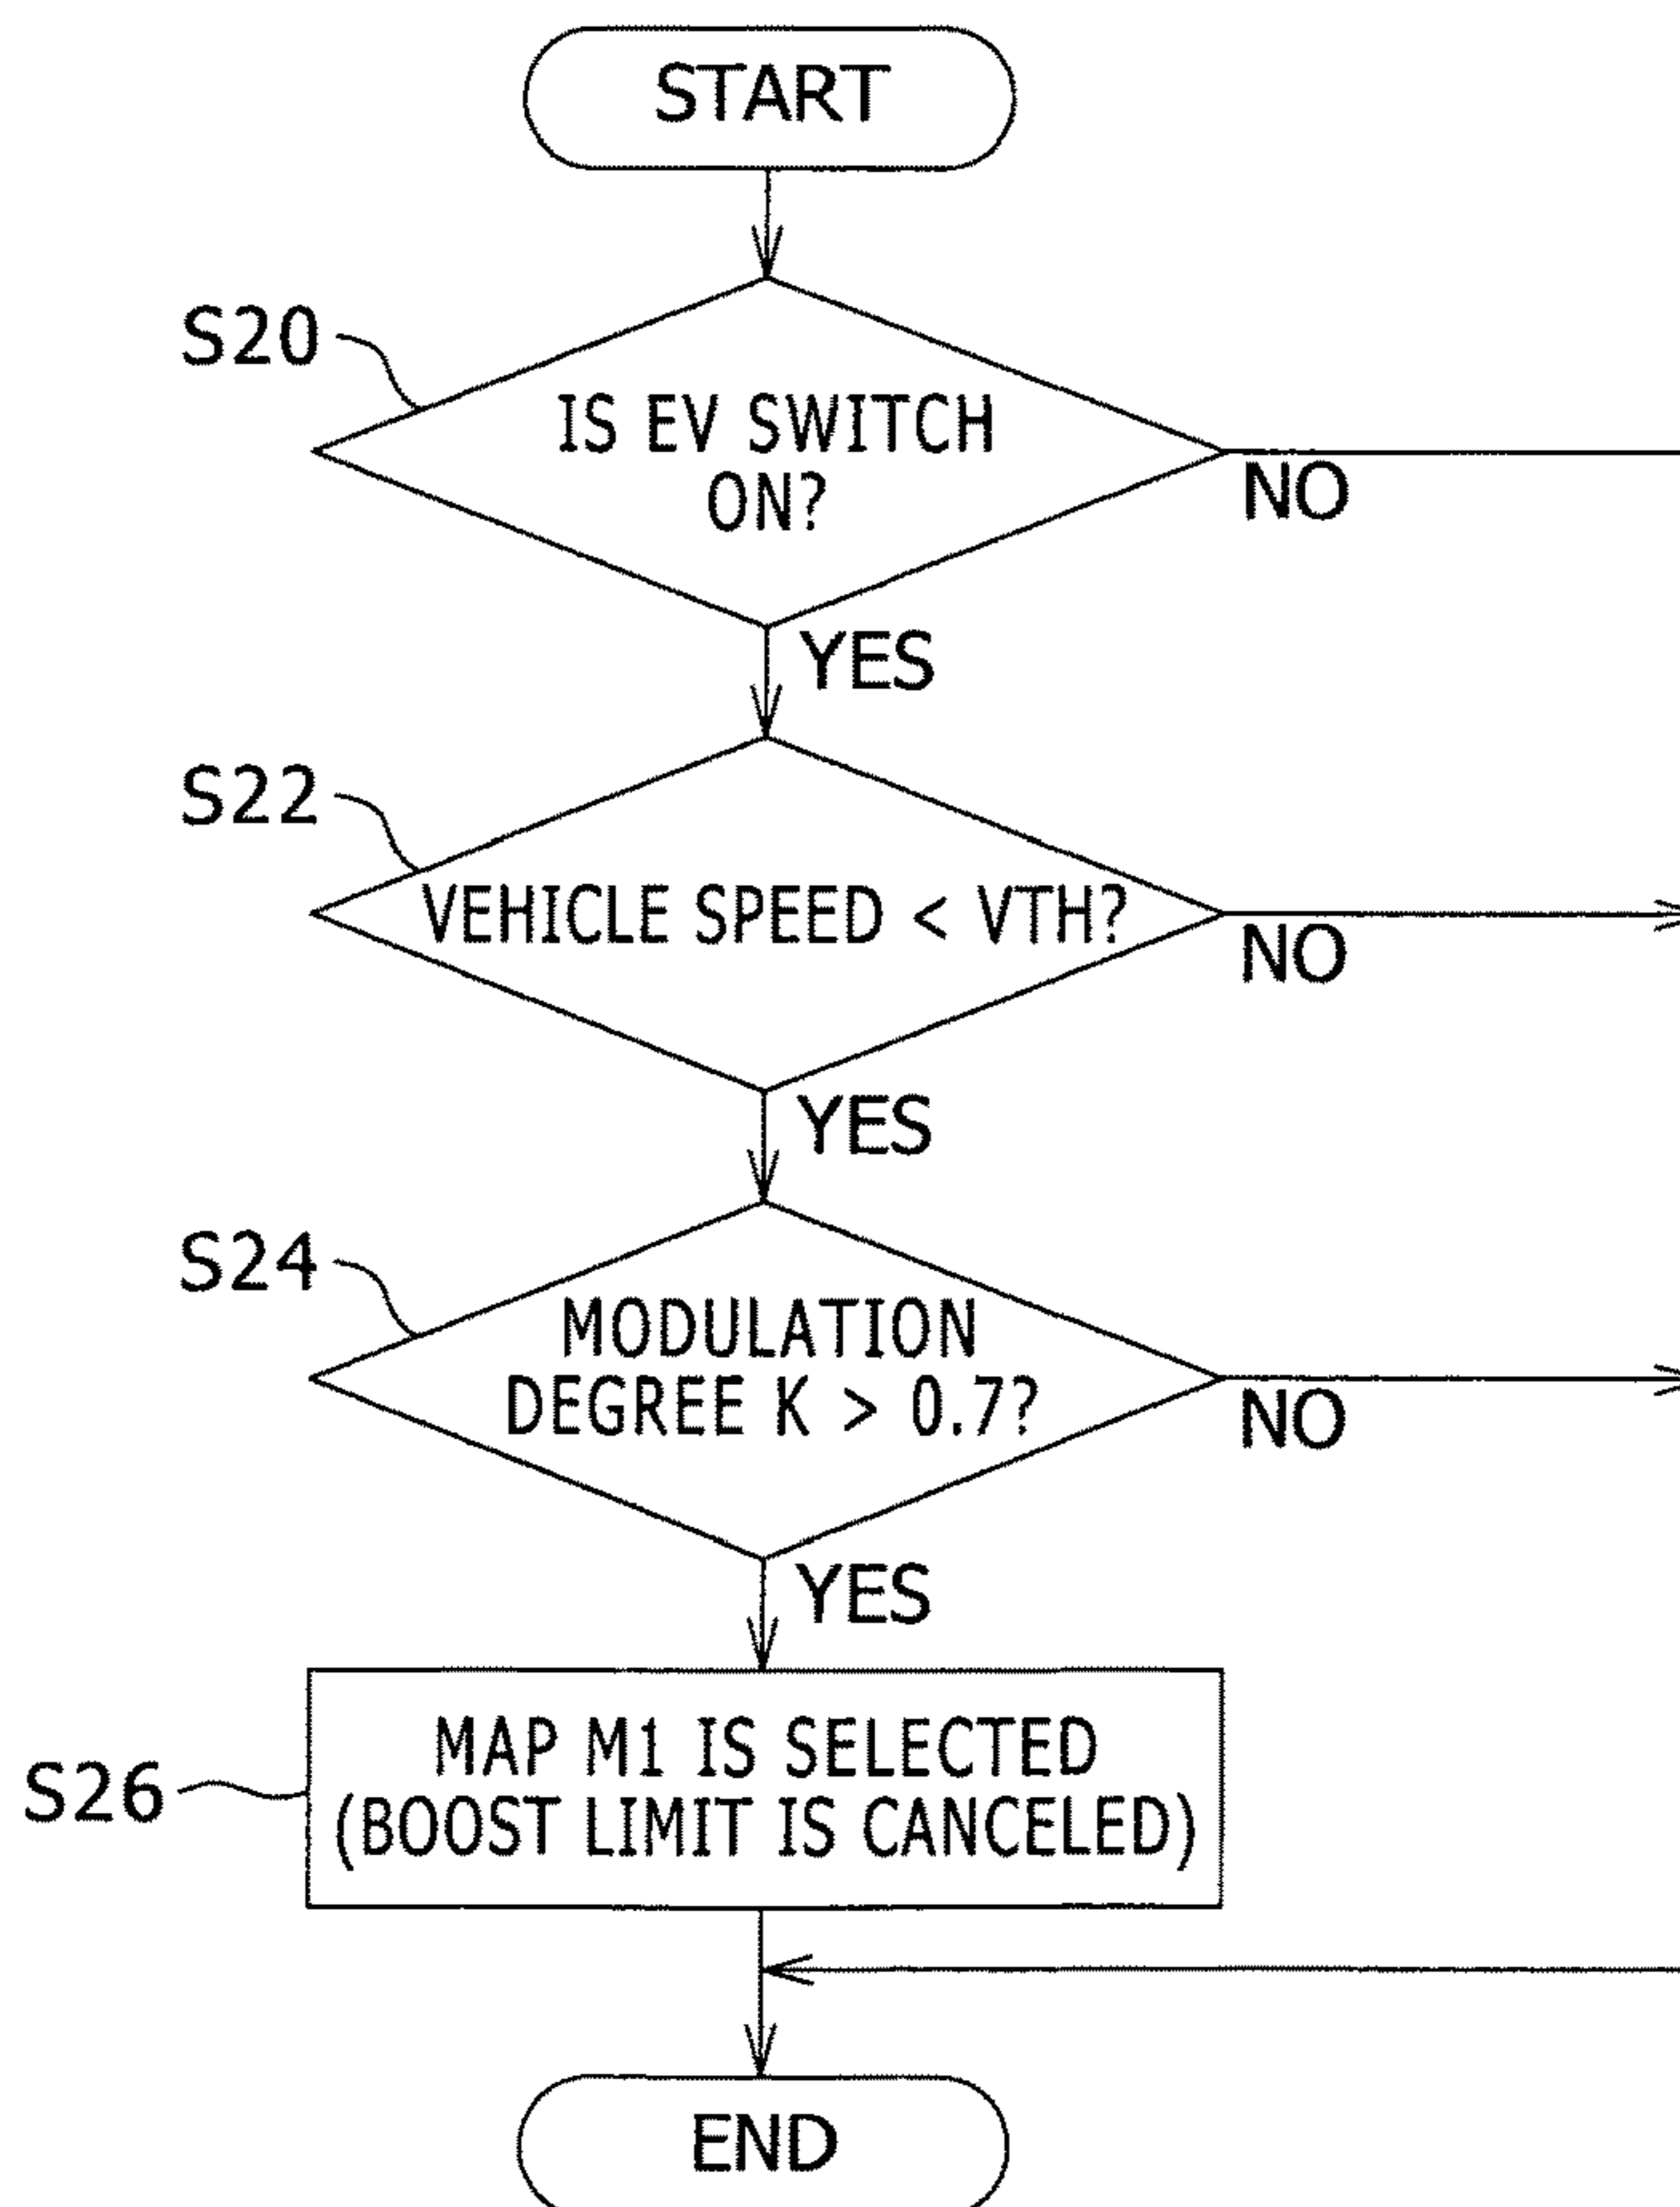 START
S20
IS EV SWITCH
ON?
NO
YES
S22
VEHICLE SPEED < VTH?
NO
YES
S24
MODULATION
DEGREE K > 0.7?
NO
YES
S26
MAP M1 IS SELECTED
(BOOST LIMIT IS CANCELED)
END